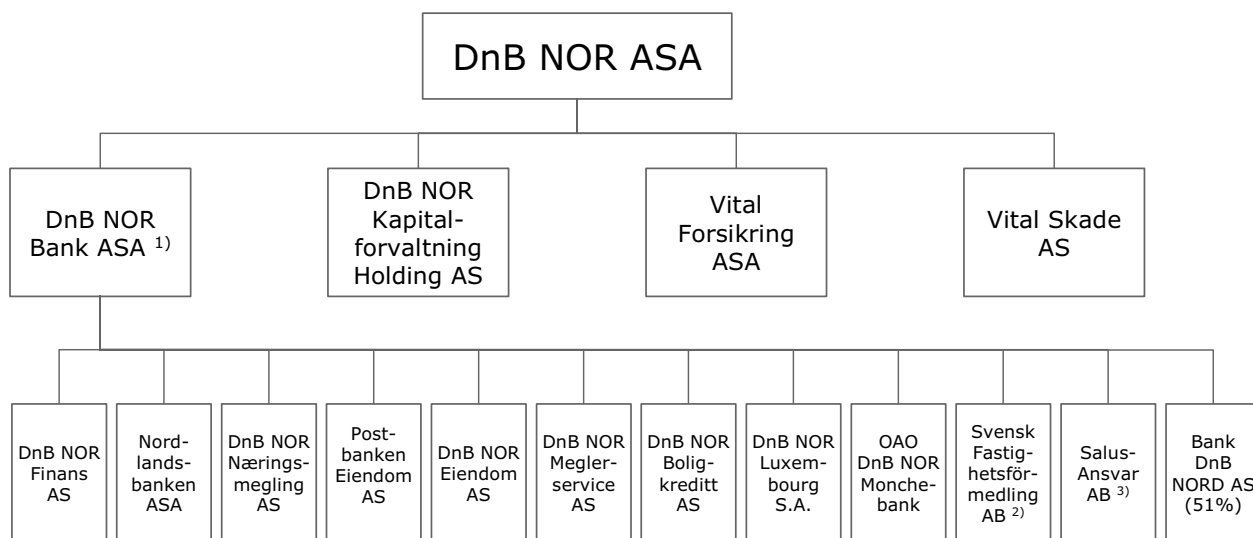 DnB NOR ASA
DnB NOR
Bank ASA 1)
DnB NOR
Kapital-
forvaltning
Holding AS
Vital
Forsikring
ASA
Vital Skade
AS
DnB NOR
Finans
AS
Nord-
lands-
banken
ASA
DnB NOR
Nærings-
megling
AS
Post-
banken
Eiendom
AS
DnB NOR
Eiendom
AS
DnB NOR
Megler-
service
AS
DnB NOR
Bolig-
kreditt
AS
DnB NOR
Luxem-
bourg
S.A.
OAO
DnB NOR
Monche-
bank
Svensk
Fastig-
hetsför-
medling
AB 2)
Salus-
Ansvar
AB 3)
Bank
DnB
NORD AS
(51%)